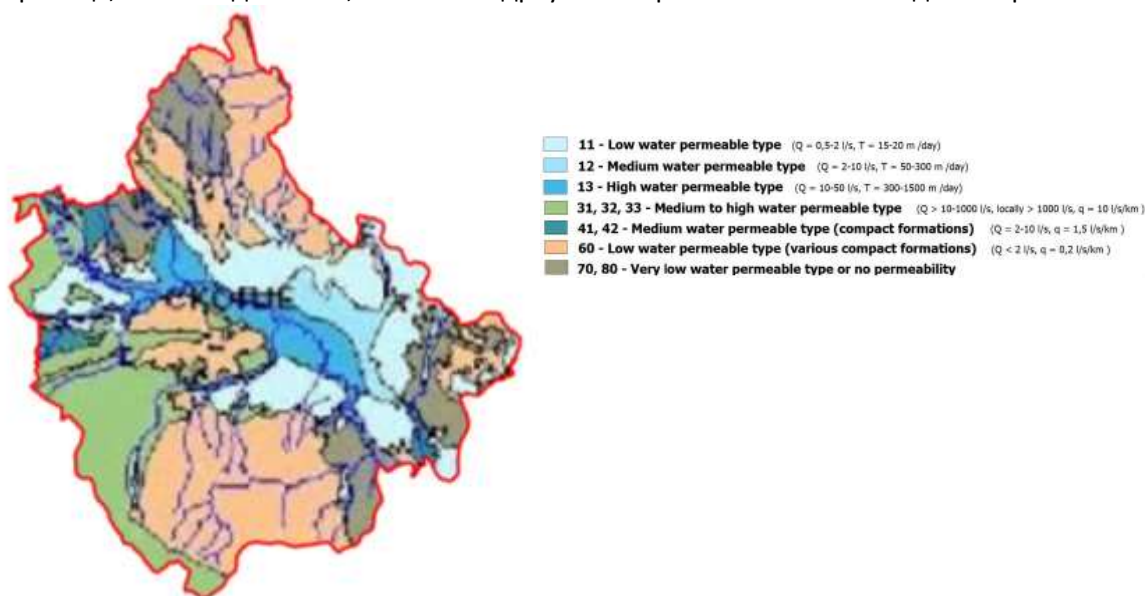 СКОПЈЕ
11 - Low water permeable type (Q = 0,5-2 l/s, T = 15-20 m /day)
12 - Medium water permeable type (Q = 2-10 l/s, T = 50-300 m /day)
13 - High water permeable type (Q = 10-50 l/s, T = 300-1500 m /day)
31, 32, 33 - Medium to high water permeable type (Q > 10-1000 l/s, locally > 1000 l/s, q = 10 l/s/km )
41, 42 - Medium water permeable type (compact formations) (Q = 2-10 l/s, q = 1,5 l/s/km )
60 - Low water permeable type (various compact formations) (Q < 2 l/s, q = 0,2 l/s/km )
70, 80 - Very low water permeable type or no permeability